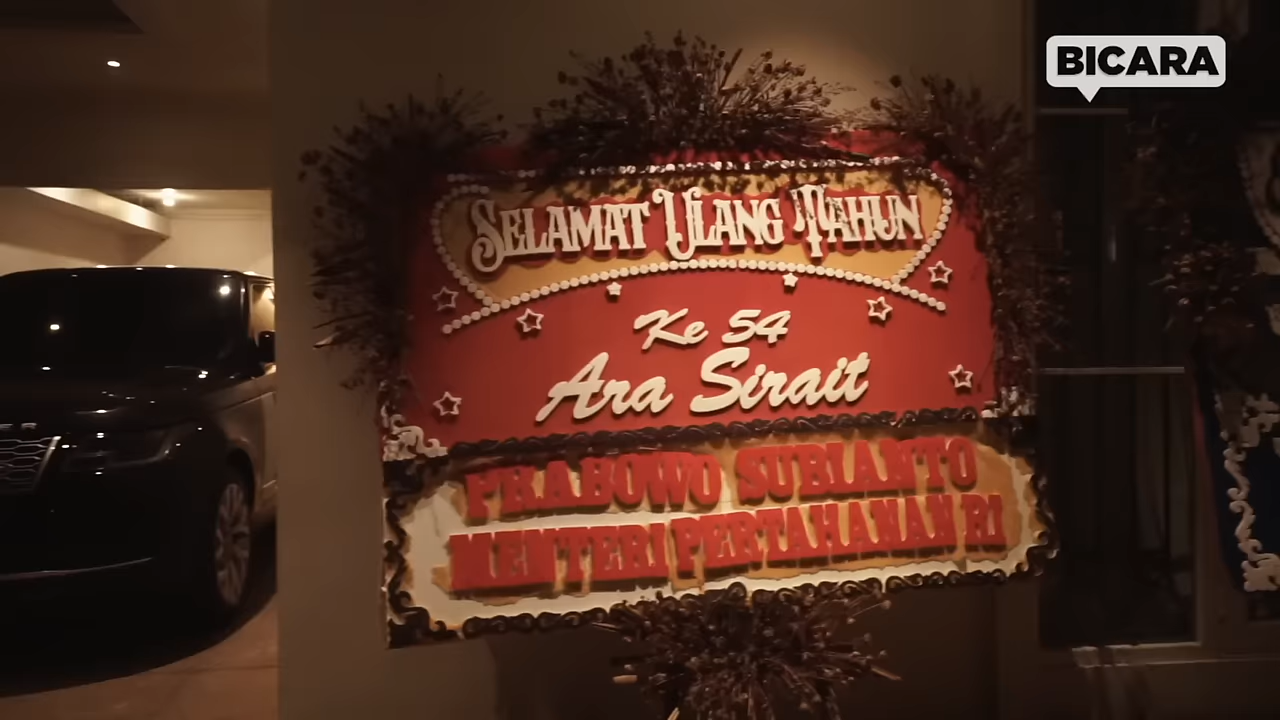 BICARA
SELAMAT ULANG TAHUN
Ke 54
Ara Sirait
PRABOWO SUBIANTO
MENTERI PERTAHANAN RI